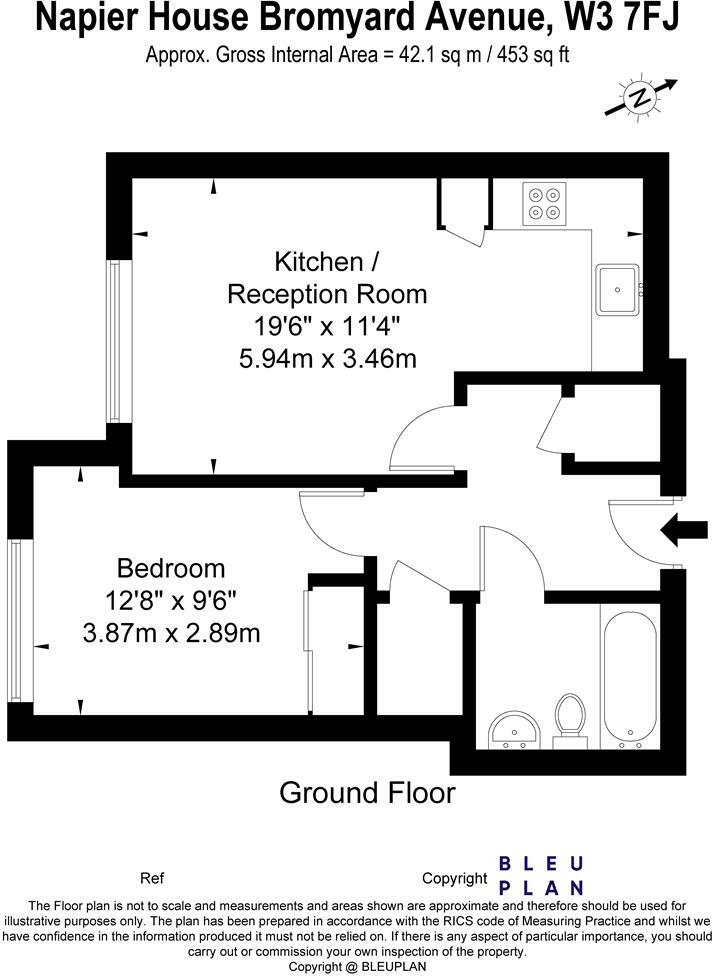 Napier House Bromyard Avenue, W3 7FJ
Approx. Gross Internal Area = 42.1 sq m / 453 sq ft
N
Kitchen /
Reception Room
19'6" x 11'4"
5.94m x 3.46m
Bedroom
12'8" x 9'6"
3.87m x 2.89m
Ground Floor
Ref
Copyright
BLEU
PLAN
The Floor plan is not to scale and measurements and areas shown are approximate and therefore should be used for
illustrative purposes only. The plan has been prepared in accordance with the RICS code of Measuring Practice and whilst we
have confidence in the information produced it must not be relied on. If there is any aspect of particular importance, you should
carry out or commission your own inspection of the property.
Copyright @ BLEUPLAN